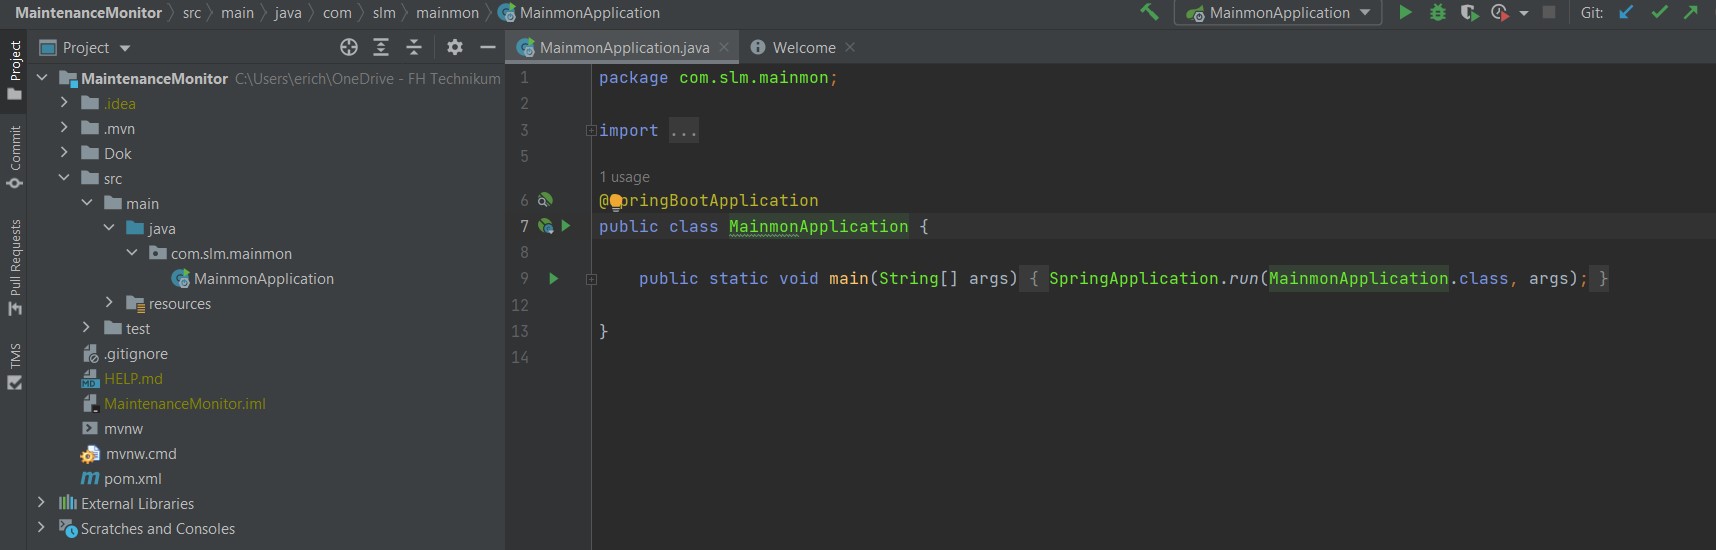 MaintenanceMonitor src main java com slm mainmon MainmonApplication
MainmonApplication Git:
Project
MainmonApplication.java
Welcome
Project
Commit
Pull Requests
TMS
MaintenanceMonitor C:\Users\erich\OneDrive - FH Technikum
.idea
.mvn
Dok
src
main
java
com.slm.mainmon
MainmonApplication
resources
test
.gitignore
HELP.md
MaintenanceMonitor.iml
mvnw
mvnw.cmd
pom.xml
External Libraries
Scratches and Consoles
1 package com.slm.mainmon;
2
3 import ...
5
1 usage
6 @SpringBootApplication
7 public class MainmonApplication {
8
9 public static void main(String[] args) { SpringApplication.run(MainmonApplication.class, args); }
12
13 }
14